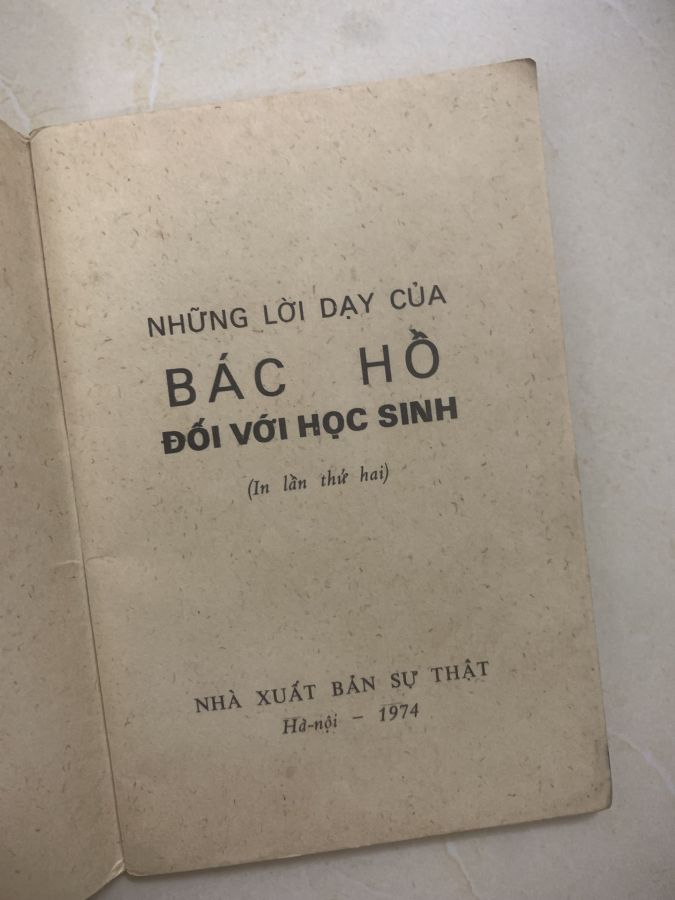 NHỮNG LỜI DẠY CỦA
BÁC HỒ
ĐỐI VỚI HỌC SINH
(In lần thứ hai)
NHÀ XUẤT BẢN SỰ THẬT
Hà-nội – 1974